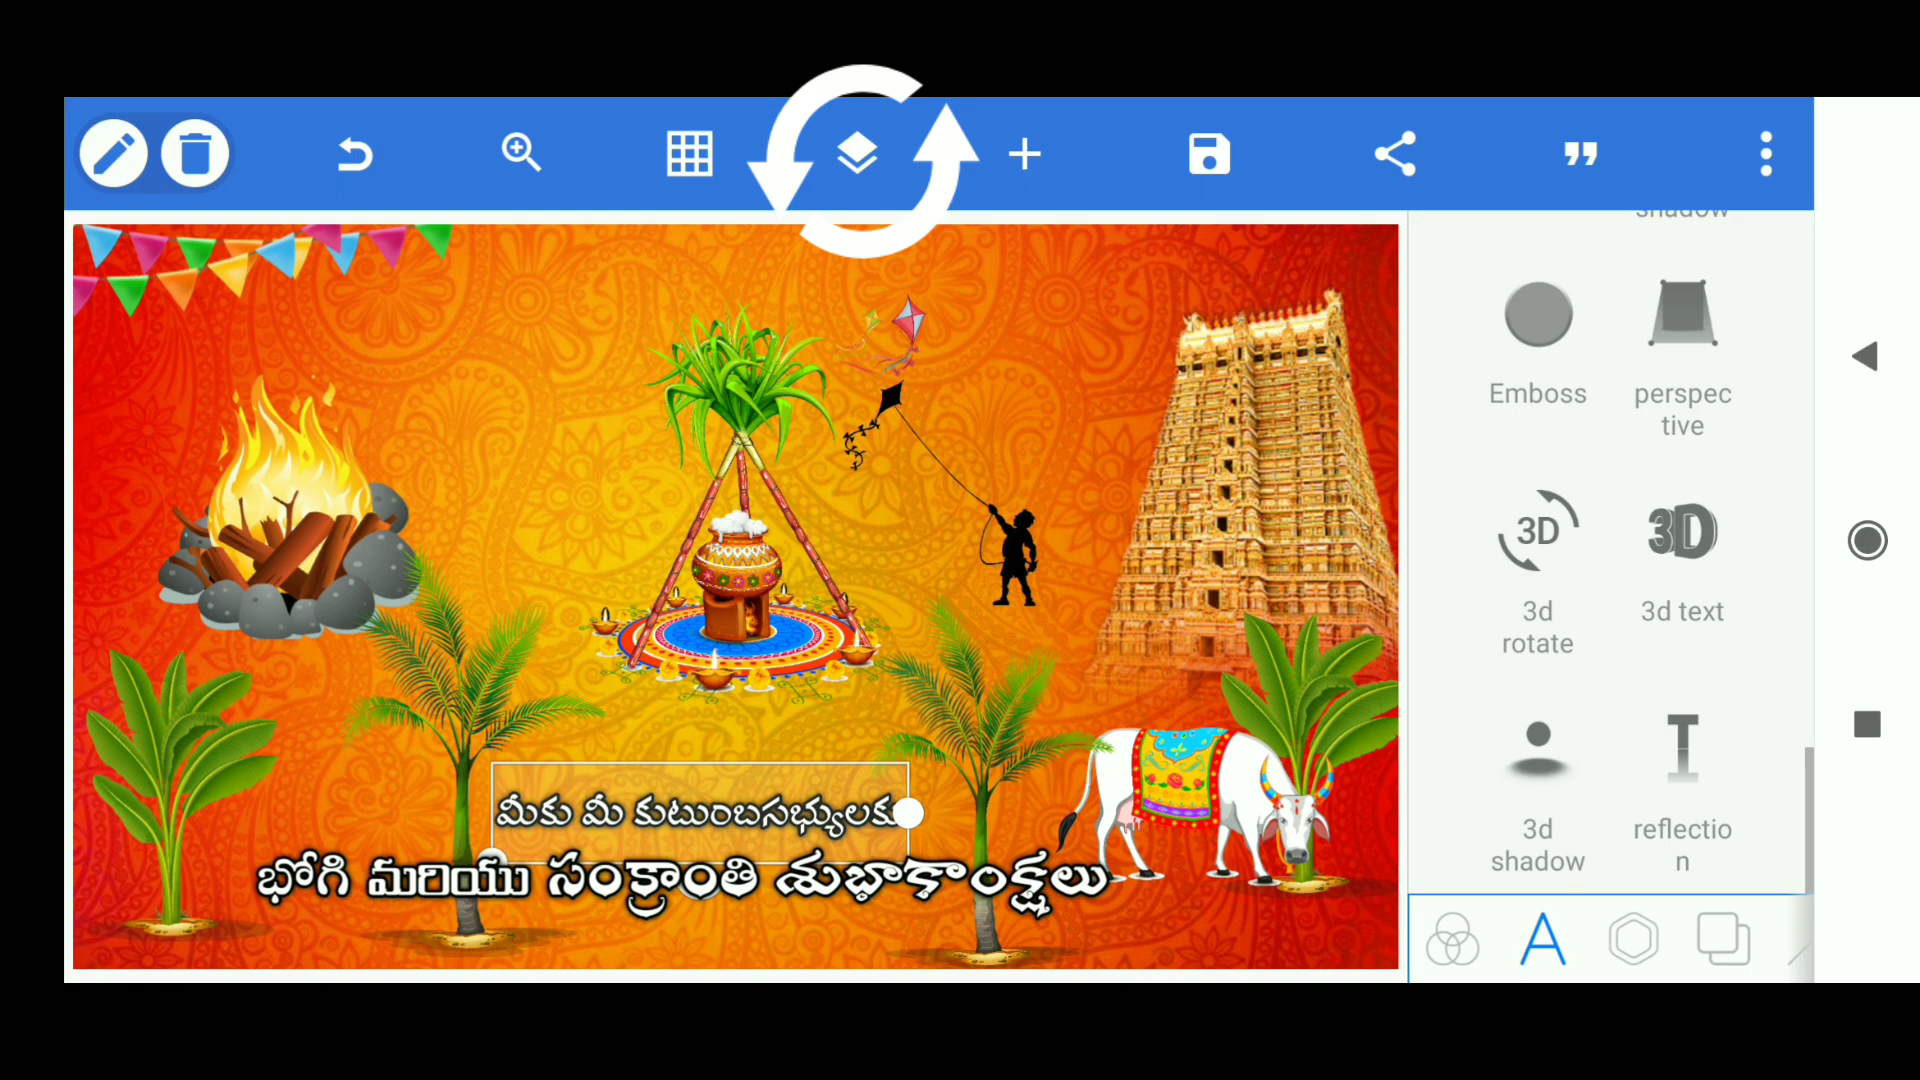 shadow
Emboss
perspec
tive
3D
3d
rotate
3D
3d text
3d
shadow
T
reflectio
n
A
మీకు మీ కుటుంబసభ్యులకు
భోగి మరియు సంక్రాంతి శుభాకాంక్షలు